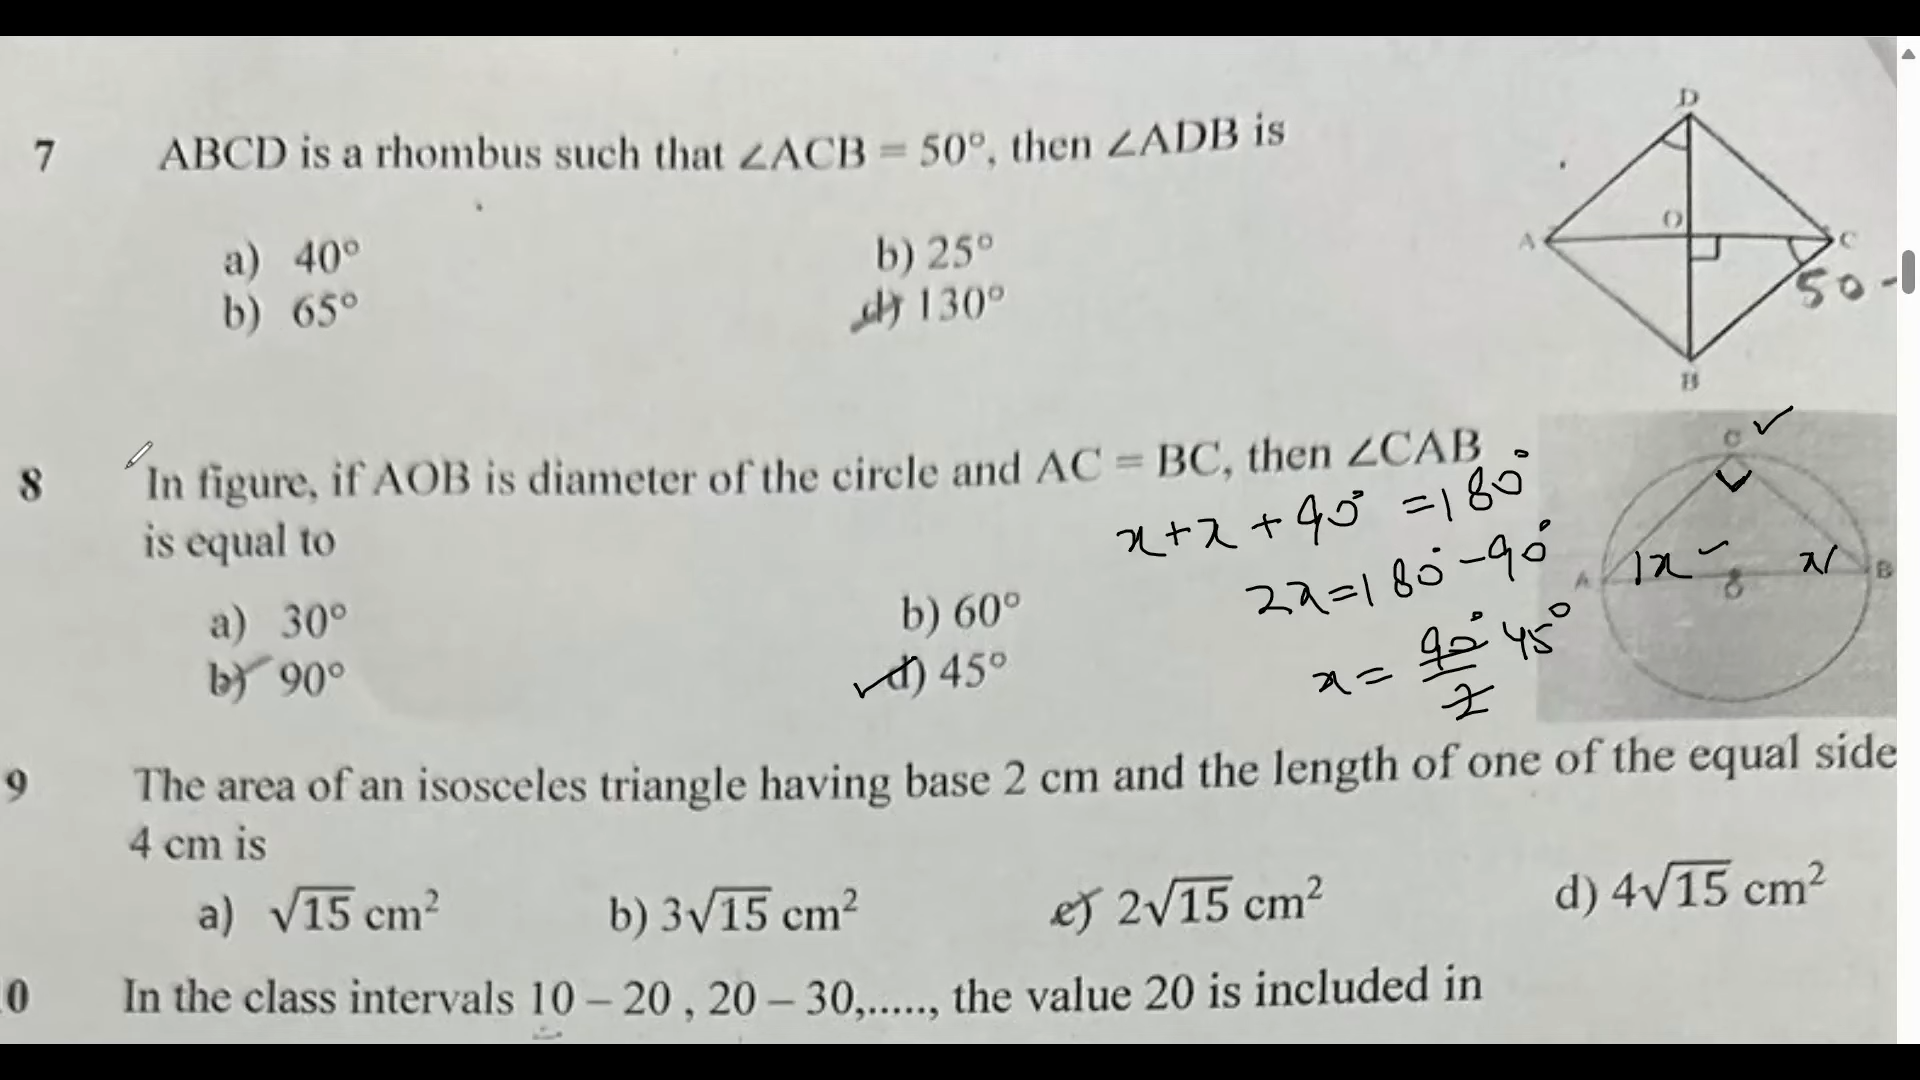 7 ABCD is a rhombus such that ∠ACB = 50°, then ∠ADB is
a) 40° b) 25°
b) 65° d) 130°
D
A O C
50
B
8 In figure, if AOB is diameter of the circle and AC = BC, then ∠CAB
is equal to
a) 30° b) 60°
b) 90° d) 45°
x+x+90°=180°
2x=180°-90°
x=90°/2 45°
C
A x x B
O
9 The area of an isosceles triangle having base 2 cm and the length of one of the equal side
4 cm is
a) √15 cm² b) 3√15 cm² c) 2√15 cm² d) 4√15 cm²
0 In the class intervals 10 – 20 , 20 – 30,....., the value 20 is included in